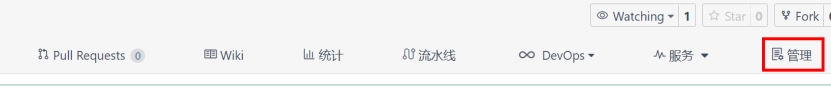 Watching 1 Star 0 Fork
Pull Requests 0 Wiki 统计 流水线 DevOps 服务 管理